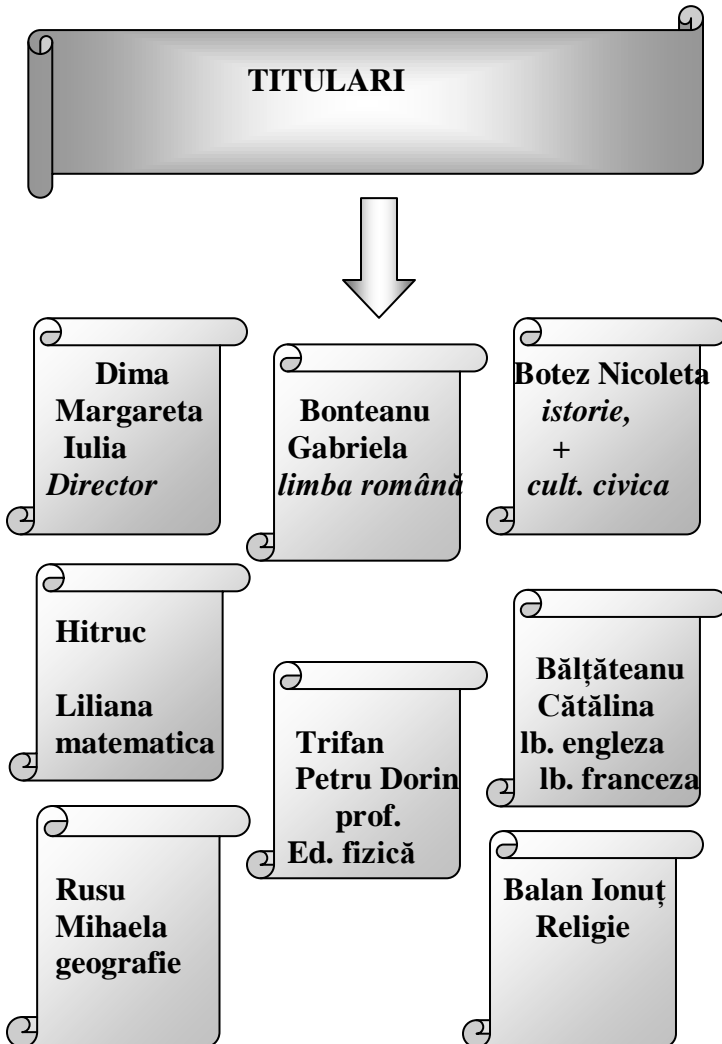 TITULARI
Dima
Margareta
Iulia
Director
Bonteanu
Gabriela
limba română
Botez Nicoleta
istorie,
+
cult. civica
Hitruc
Liliana
matematica
Trifan
Petru Dorin
prof.
Ed. fizică
Bălțăteanu
Cătălina
lb. engleza
lb. franceza
Rusu
Mihaela
geografie
Balan Ionuț
Religie